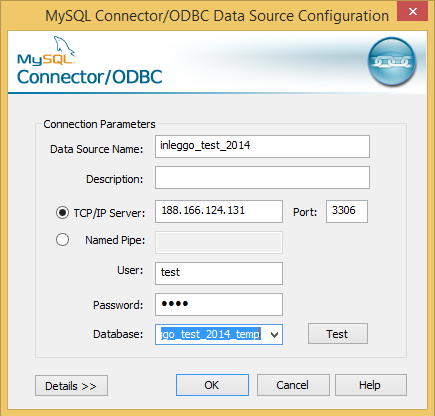 MySQL Connector/ODBC Data Source Configuration
MySQL
Connector/ODBC
Connection Parameters
Data Source Name: inleggo_test_2014
Description:
TCP/IP Server: 188.166.124.131 Port: 3306
Named Pipe:
User: test
Password: ●●●●
Database: ggo_test_2014_temp Test
Details >> OK Cancel Help